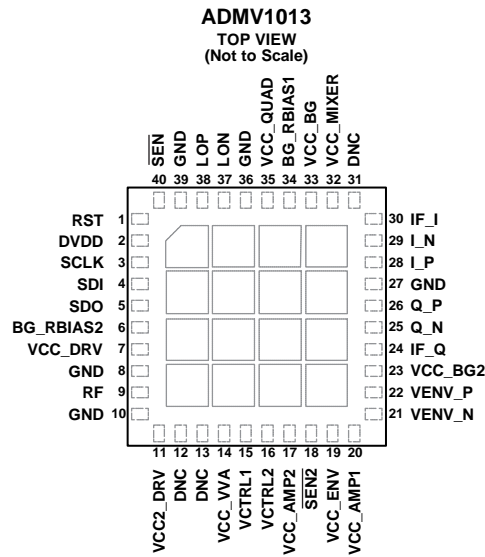 ADMV1013
TOP VIEW
(Not to Scale)
SEN
GND
LOP
LON
GND
VCC_QUAD
BG_RBIAS1
VCC_BG
VCC_MIXER
DNC
40 39 38 37 36 35 34 33 32 31
RST 1
DVDD 2
SCLK 3
SDI 4
SDO 5
BG_RBIAS2 6
VCC_DRV 7
GND 8
RF 9
GND 10
30 IF_I
29 I_N
28 I_P
27 GND
26 Q_P
25 Q_N
24 IF_Q
23 VCC_BG2
22 VENV_P
21 VENV_N
11 12 13 14 15 16 17 18 19 20
VCC2_DRV
DNC
DNC
VCC_VVA
VCTRL1
VCTRL2
VCC_AMP2
SEN2
VCC_ENV
VCC_AMP1